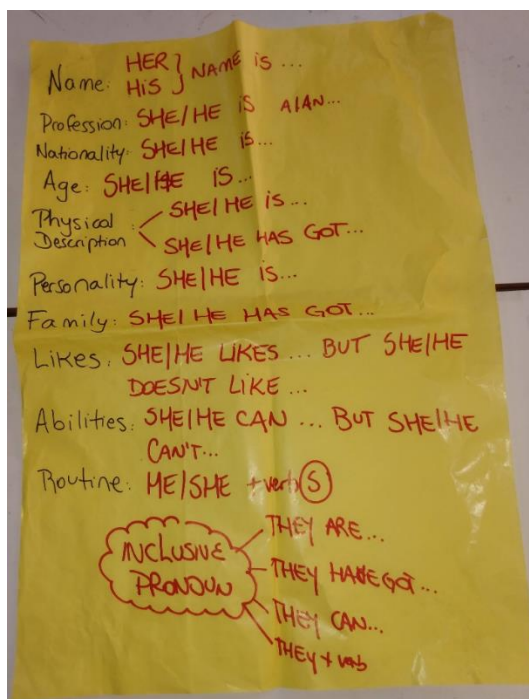 Name: HER } NAME IS ...
HIS
Profession: SHE/HE IS A/AN...
Nationality: SHE/HE IS...
Age: SHE/HE IS...
Physical Description: SHE/HE IS...
SHE/HE HAS GOT...
Personality: SHE/HE IS...
Family: SHE/HE HAS GOT...
Likes: SHE/HE LIKES ... BUT SHE/HE
DOESN'T LIKE ...
Abilities: SHE/HE CAN ... BUT SHE/HE
CAN'T...
Routine: HE/SHE + verb S
INCLUSIVE PRONOUN
THEY ARE...
THEY HAVE GOT...
THEY CAN...
THEY + verb